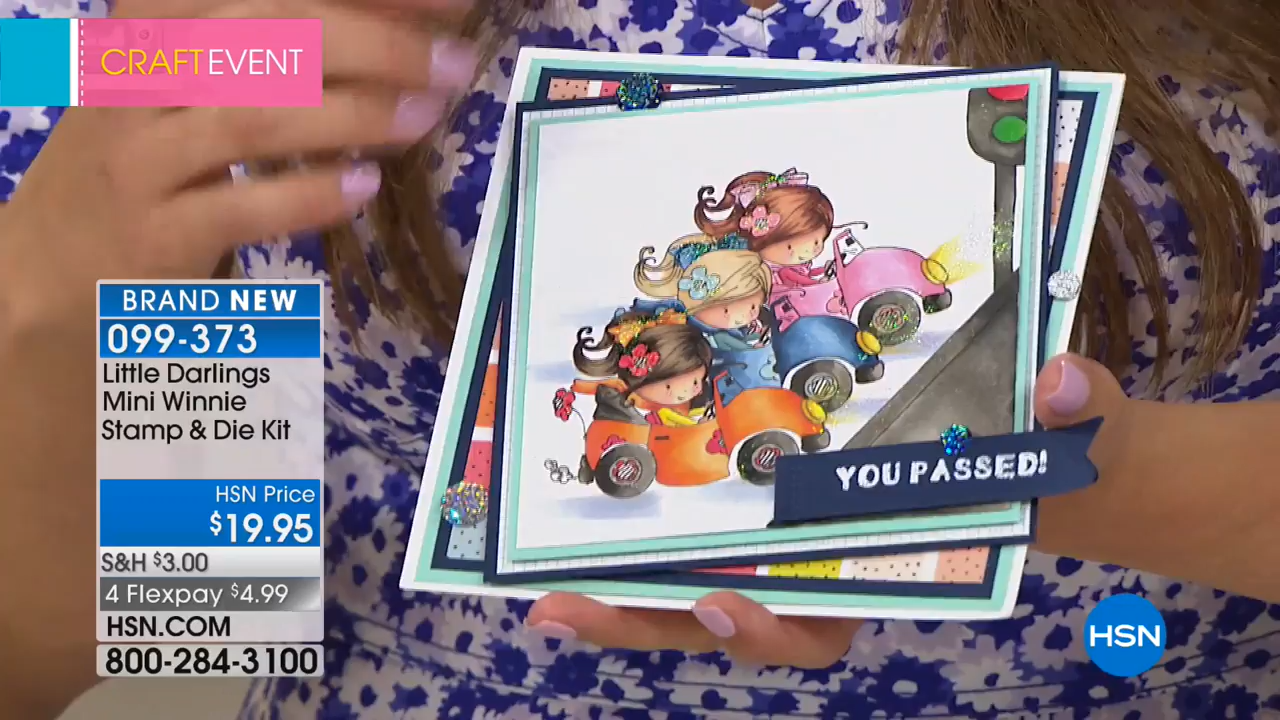 CRAFTEVENT
BRAND NEW
099-373
Little Darlings
Mini Winnie
Stamp & Die Kit
HSN Price
$19.95
S&H $3.00
4 Flexpay $4.99
HSN.COM
800-284-3100
YOU PASSED!
HSN